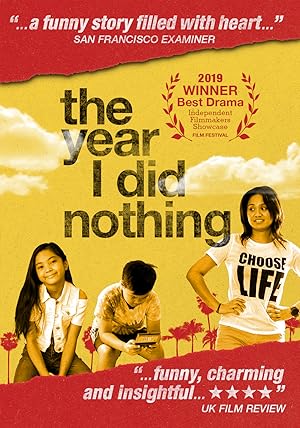 "...a funny story filled with heart..."
SAN FRANCISCO EXAMINER
2019
WINNER
Best Drama
Independent
Filmmakers
Showcase
FILM FESTIVAL
the
year
I did
nothing
CHOOSE
LIFE
"...funny, charming
and insightful... ★★★★"
UK FILM REVIEW